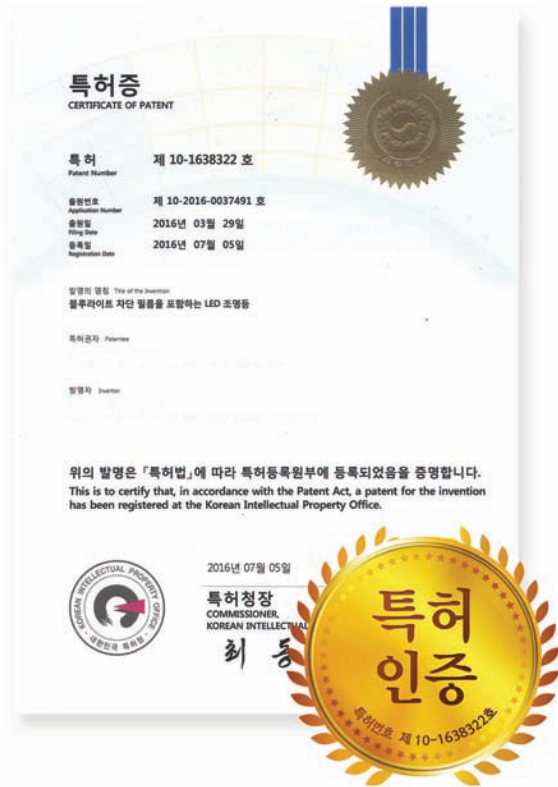 특허증
CERTIFICATE OF PATENT
특 허 제 10-1638322 호
Patent Number
출원번호 제 10-2016-0037491 호
Application Number
출원일 2016년 03월 29일
Filing Date
등록일 2016년 07월 05일
Registration Date
발명의 명칭 Title of the Invention
블루라이트 차단 필름을 포함하는 LED 조명등
특허권자 Patentee
발명자 Inventor
위의 발명은 「특허법」에 따라 특허등록원부에 등록되었음을 증명합니다.
This is to certify that, in accordance with the Patent Act, a patent for the invention
has been registered at the Korean Intellectual Property Office.
2016년 07월 05일
특허청장
COMMISSIONER,
KOREAN INTELLECTUAL
최 동
KOREAN INTELLECTUAL PROPERTY OFFICE
대한민국 특허청
특허
인증
특허번호 제 10-1638322호